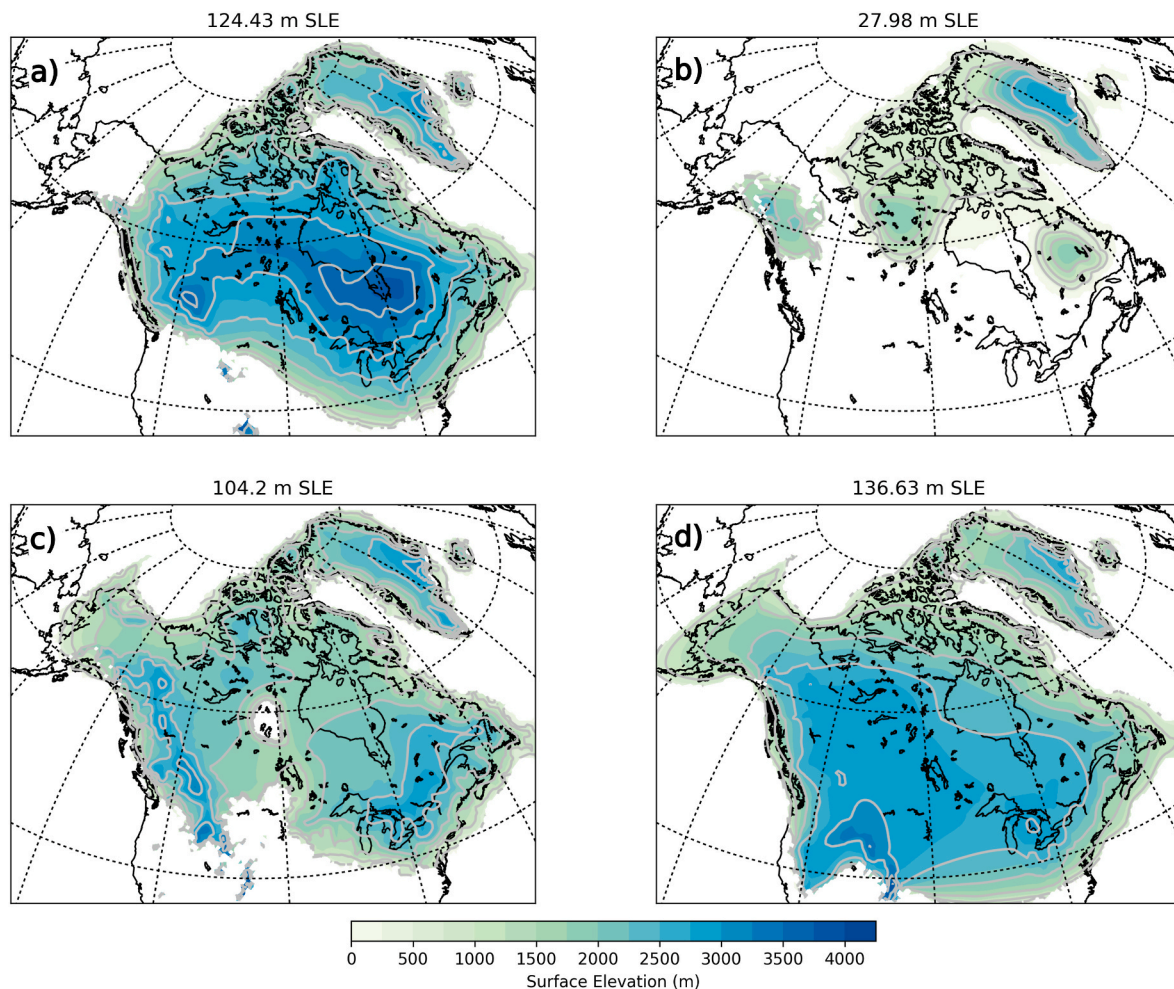 124.43 m SLE
27.98 m SLE
a)
b)
104.2 m SLE
136.63 m SLE
c)
d)
0 500 1000 1500 2000 2500 3000 3500 4000
Surface Elevation (m)